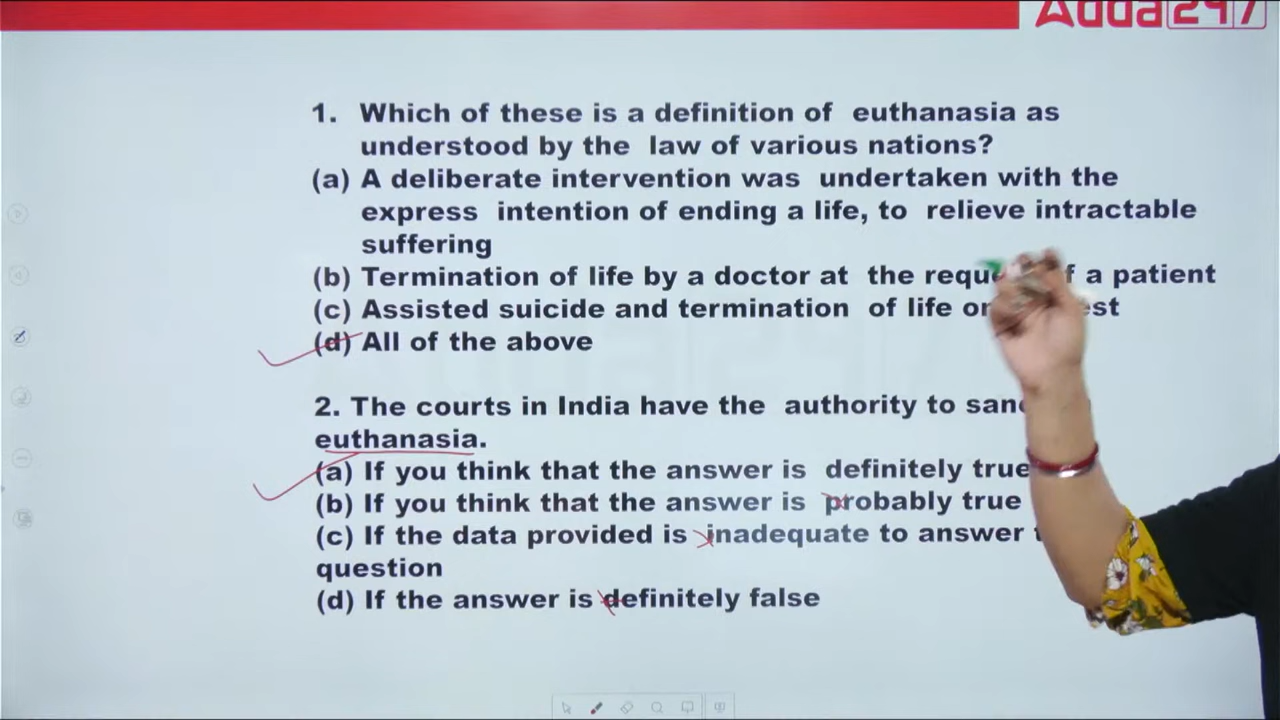 Adda247
1. Which of these is a definition of euthanasia as
understood by the law of various nations?
(a) A deliberate intervention was undertaken with the
express intention of ending a life, to relieve intractable
suffering
(b) Termination of life by a doctor at the f a patient
(c) Assisted suicide and termination of life
(d) All of the above
2. The courts in India have the authority to
euthanasia.
(a) If you think that the answer is definitely true
(b) If you think that the answer is probably true
(c) If the data provided is inadequate to answer
question
(d) If the answer is definitely false